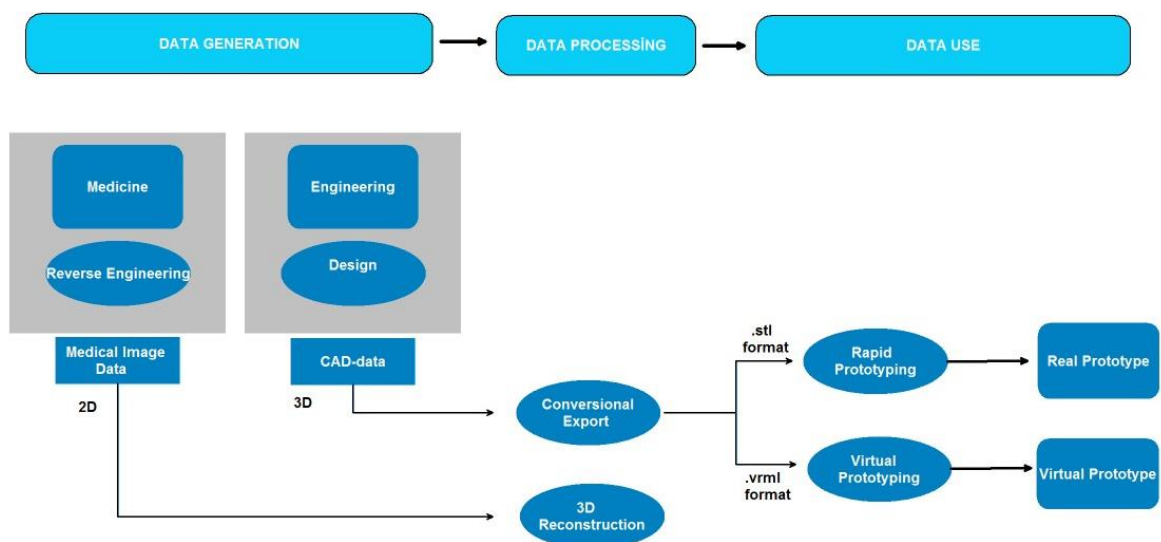 DATA GENERATION
DATA PROCESSİNG
DATA USE
Medicine
Engineering
Reverse Engineering
Design
Medical Image
Data
CAD-data
2D
3D
Conversional
Export
3D
Reconstruction
.stl
format
Rapid
Prototyping
Real Prototype
.vrml
format
Virtual
Prototyping
Virtual Prototype